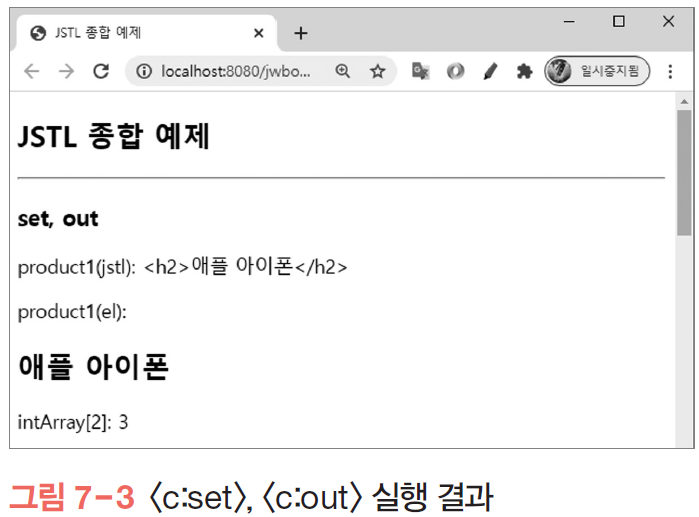 JSTL 종합 예제
localhost:8080/jwbo...
일시중지됨
JSTL 종합 예제
set, out
product1(jstl): <h2>애플 아이폰</h2>
product1(el):
애플 아이폰
intArray[2]: 3
그림 7-3 〈c:set〉, 〈c:out〉 실행 결과